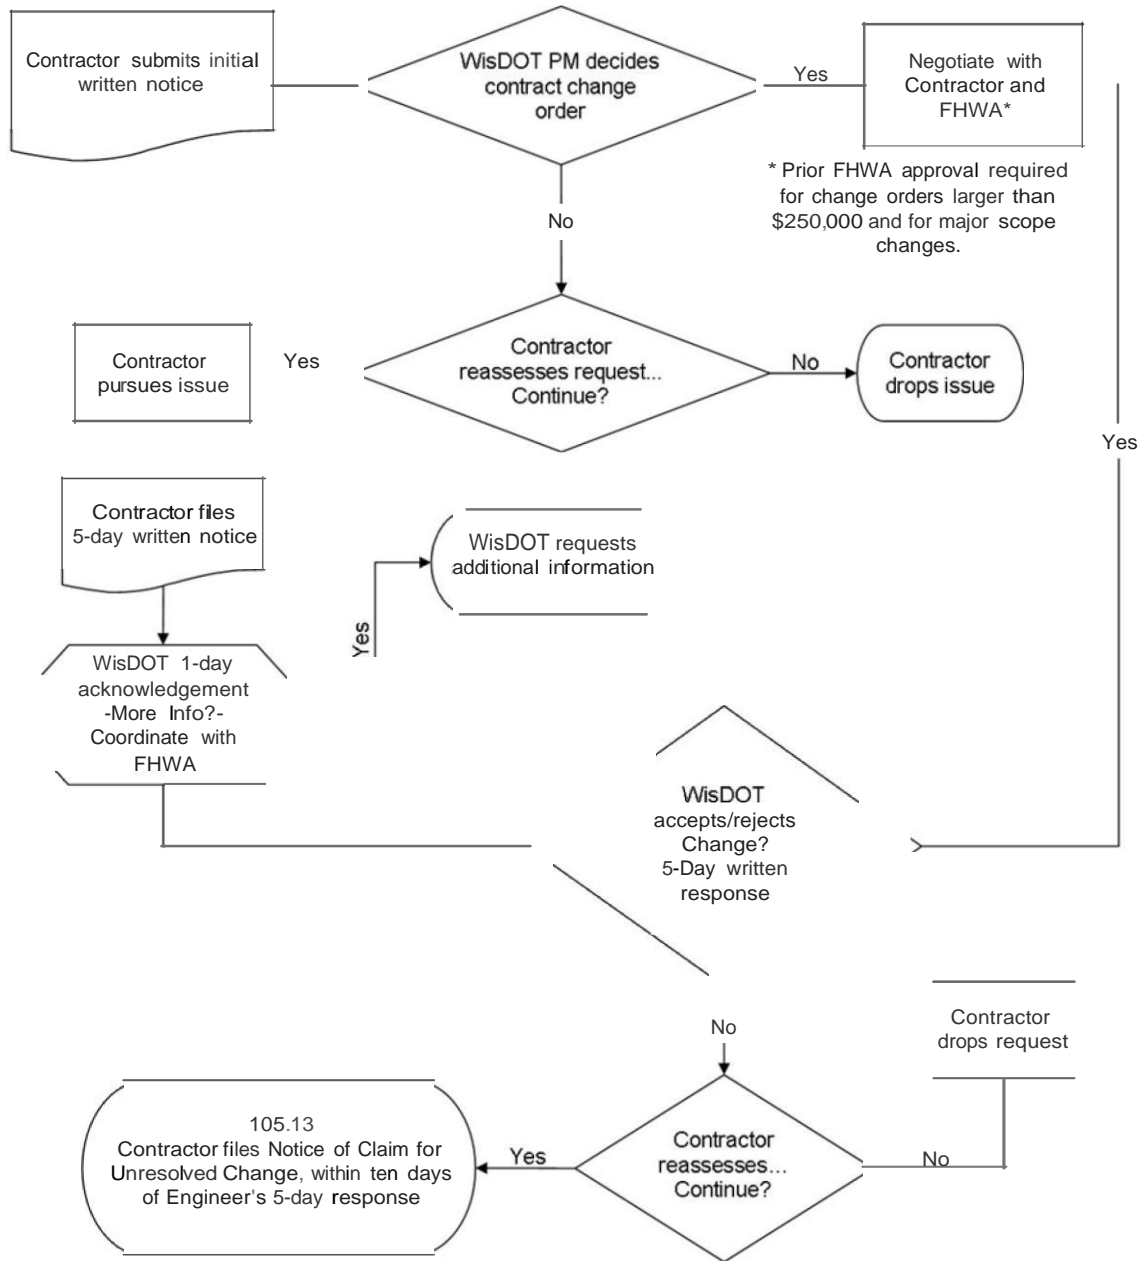 Contractor submits initial
written notice
WisDOT PM decides
contract change
order
Yes
Negotiate with
Contractor and
FHWA*
* Prior FHWA approval required
for change orders larger than
$250,000 and for major scope
changes.
No
Contractor
pursues issue
Yes
Contractor
reassesses request...
Continue?
No
Contractor
drops issue
Yes
Contractor files
5-day written notice
WisDOT requests
additional information
Yes
WisDOT 1-day
acknowledgement
-More Info?-
Coordinate with
FHWA
WisDOT
accepts/rejects
Change?
5-Day written
response
No
Contractor
drops request
105.13
Contractor files Notice of Claim for
Unresolved Change, within ten days
of Engineer's 5-day response
Yes
Contractor
reassesses...
Continue?
No